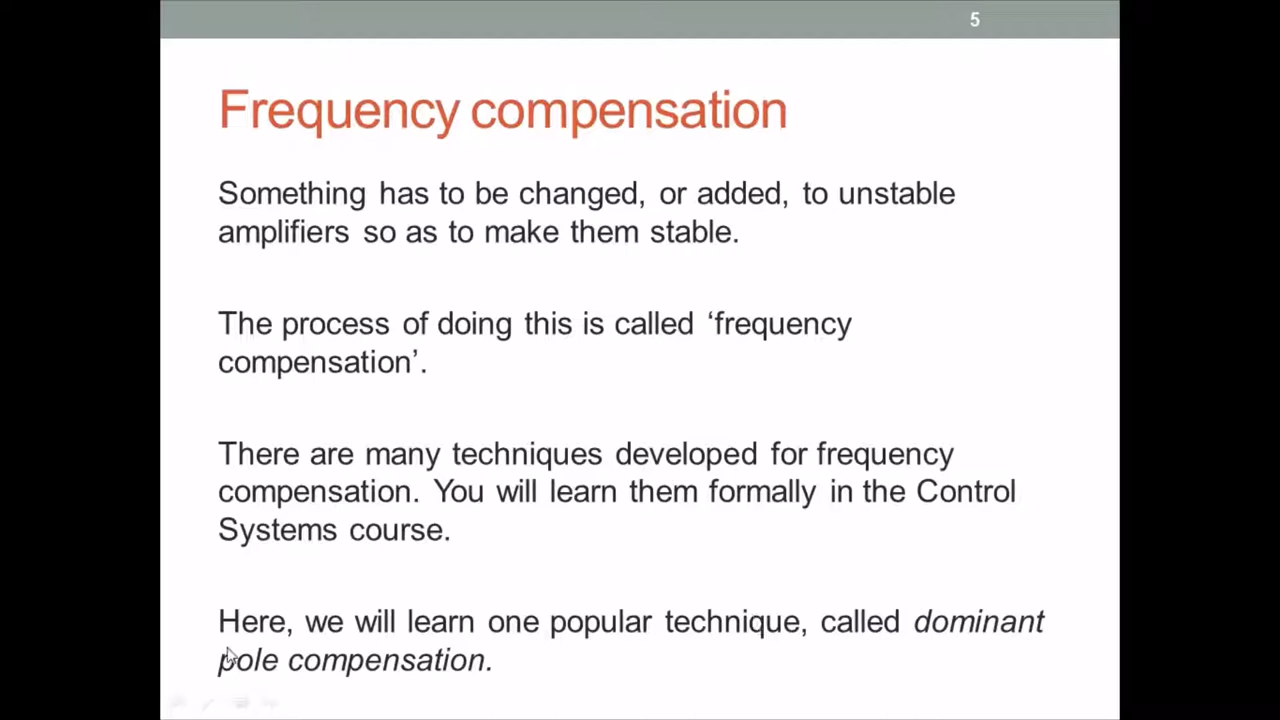 5
Frequency compensation
Something has to be changed, or added, to unstable
amplifiers so as to make them stable.
The process of doing this is called ‘frequency
compensation’.
There are many techniques developed for frequency
compensation. You will learn them formally in the Control
Systems course.
Here, we will learn one popular technique, called dominant
pole compensation.